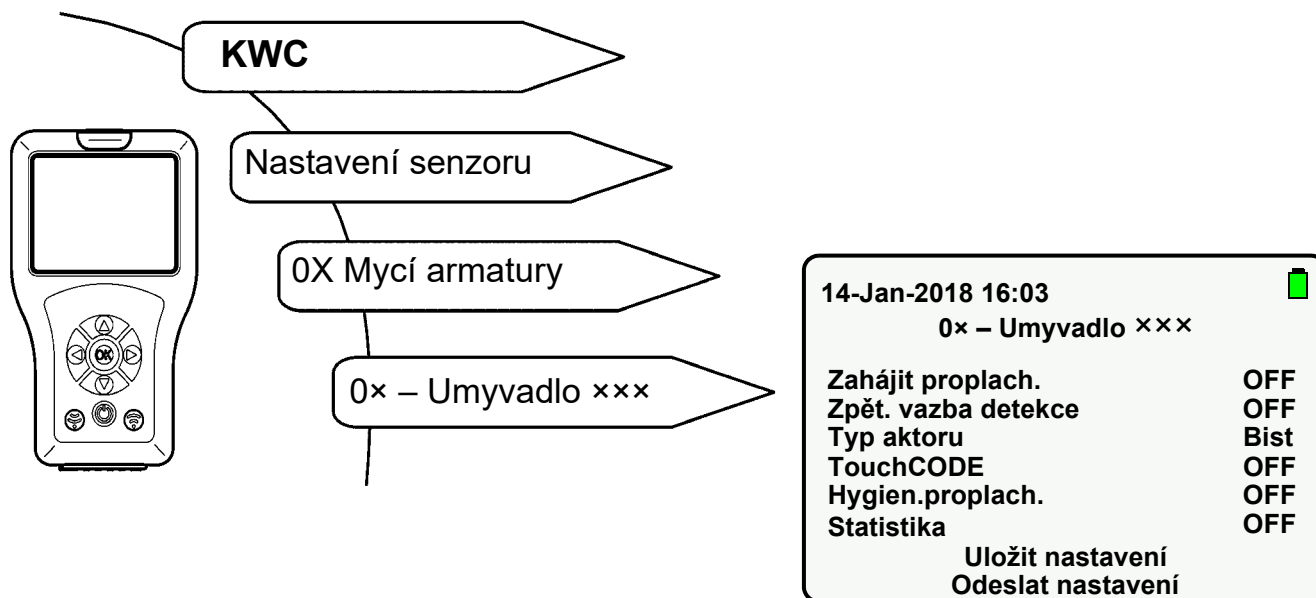 KWC
Nastavení senzoru
0X Mycí armatury
0× – Umyvadlo ×××
OK
14-Jan-2018 16:03
0× – Umyvadlo ×××
Zahájit proplach. OFF
Zpět. vazba detekce OFF
Typ aktoru Bist
TouchCODE OFF
Hygien.proplach. OFF
Statistika OFF
Uložit nastavení
Odeslat nastavení